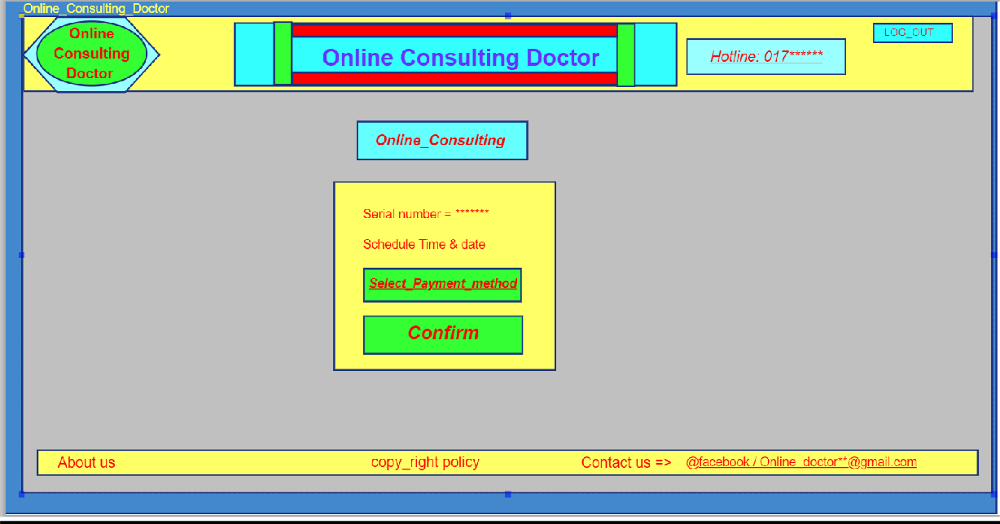 Online_Consulting_Doctor
Online
Consulting
Doctor
Online Consulting Doctor
Hotline: 017******
LOG_OUT
Online_Consulting
Serial number = *******
Schedule Time & date
Select_Payment_method
Confirm
About us
copy_right policy
Contact us =>
@facebook / Online_doctor**@gmail.com